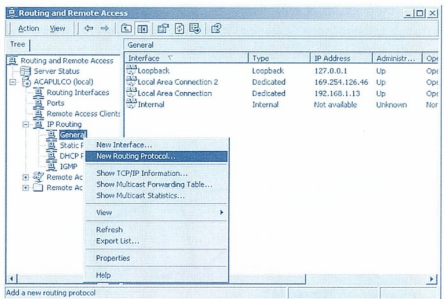 Routing and Remote Access
Action View
Tree
General
Routing and Remote Access
Server Status
ACAPULCO (local)
Routing Interfaces
Ports
Remote Access Clients
IP Routing
General
Static R
DHCP R
IGMP
Remote Ac
Remote Ac
Interface Type IP Address Administr... Ope
Loopback Loopback 127.0.0.1 Up Ope
Local Area Connection 2 Dedicated 169.254.126.46 Up Ope
Local Area Connection Dedicated 192.168.1.13 Up Ope
Internal Internal Not available Unknown Nor
New Interface...
New Routing Protocol...
Show TCP/IP Information...
Show Multicast Forwarding Table...
Show Multicast Statistics...
View
Refresh
Export List...
Properties
Help
Add a new routing protocol